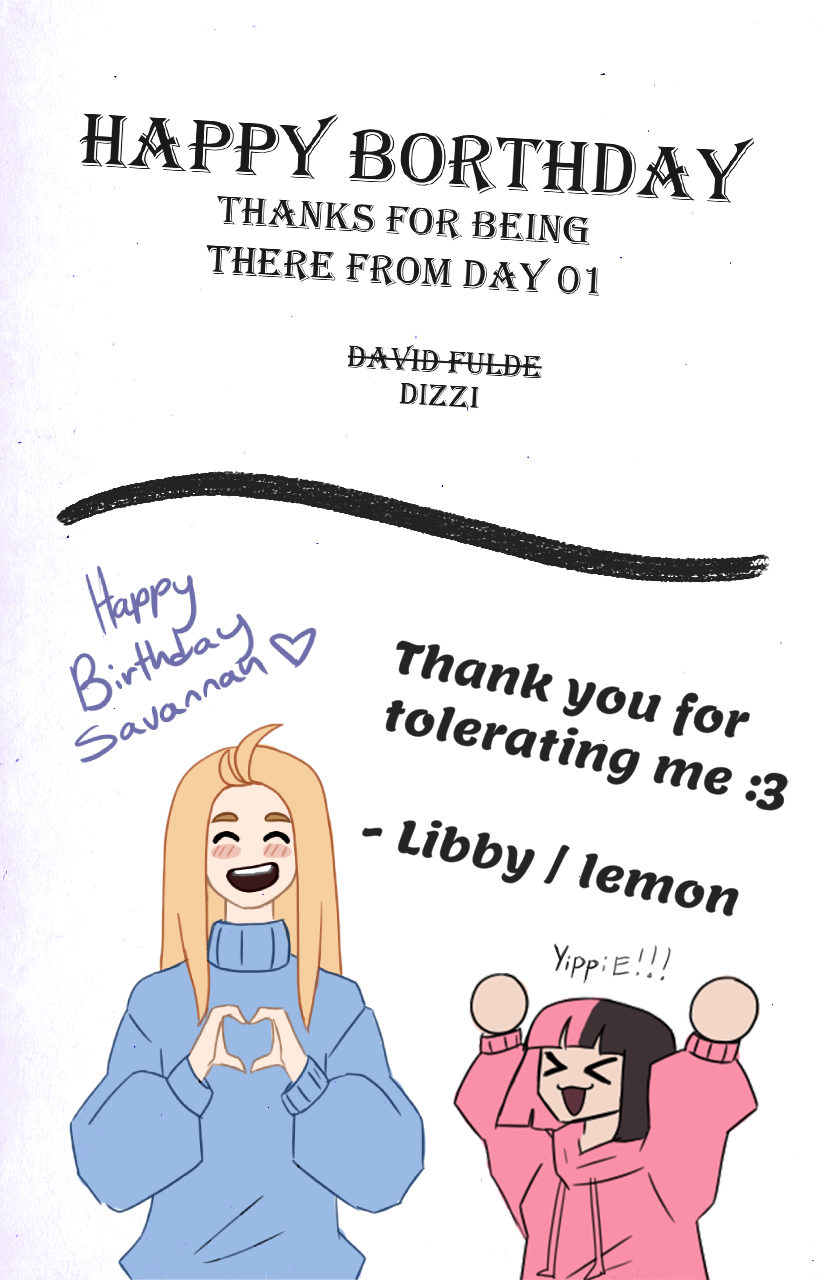 HAPPY BORTHDAY
THANKS FOR BEING
THERE FROM DAY 01
DAVID FULDE
DIZZI
Happy
Birthday
Savannah ♡
Thank you for
tolerating me :3
- Libby / lemon
YippiE!!!